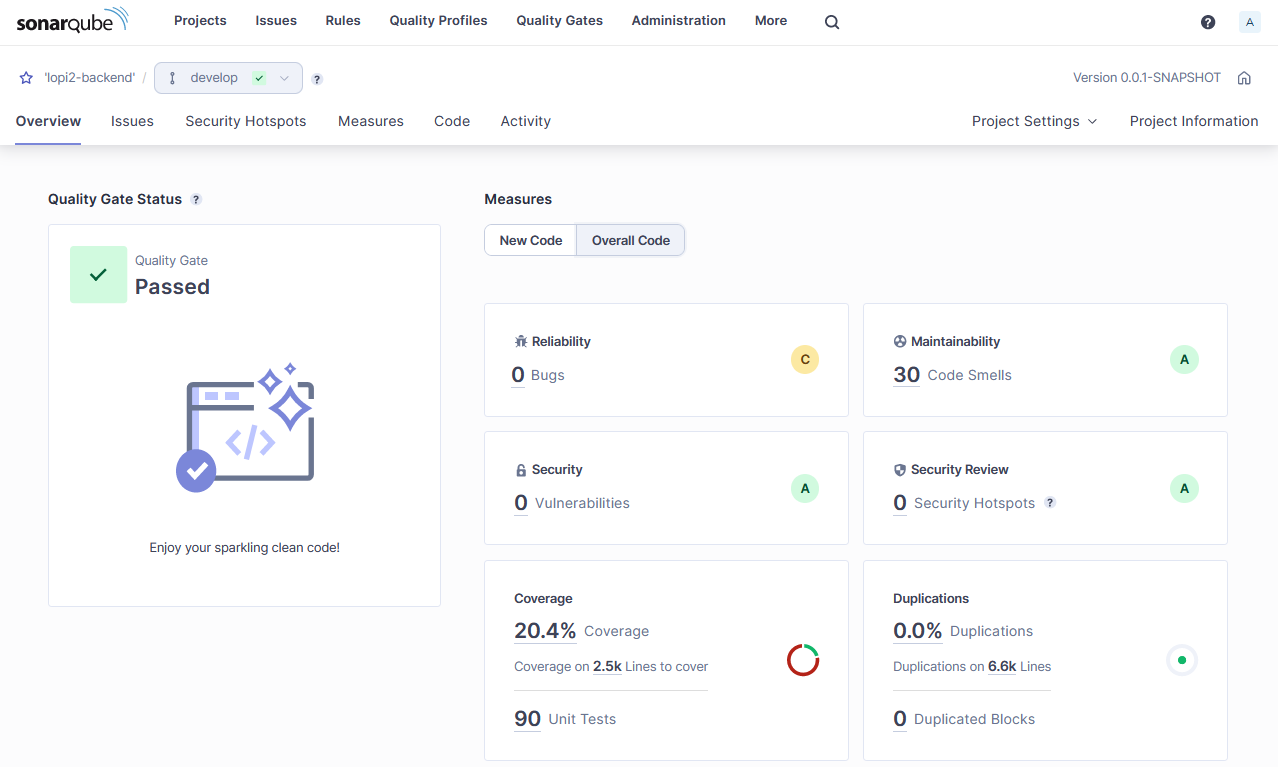 sonarqube Projects Issues Rules Quality Profiles Quality Gates Administration More ? A
'lopi2-backend' / develop ? Version 0.0.1-SNAPSHOT
Overview Issues Security Hotspots Measures Code Activity Project Settings Project Information
Quality Gate Status ?
Quality Gate
Passed
</>
Enjoy your sparkling clean code!
Measures
New Code Overall Code
Reliability
0 Bugs
C
Maintainability
30 Code Smells
A
Security
0 Vulnerabilities
A
Security Review
0 Security Hotspots ?
A
Coverage
20.4% Coverage
Coverage on 2.5k Lines to cover
90 Unit Tests
Duplications
0.0% Duplications
Duplications on 6.6k Lines
0 Duplicated Blocks